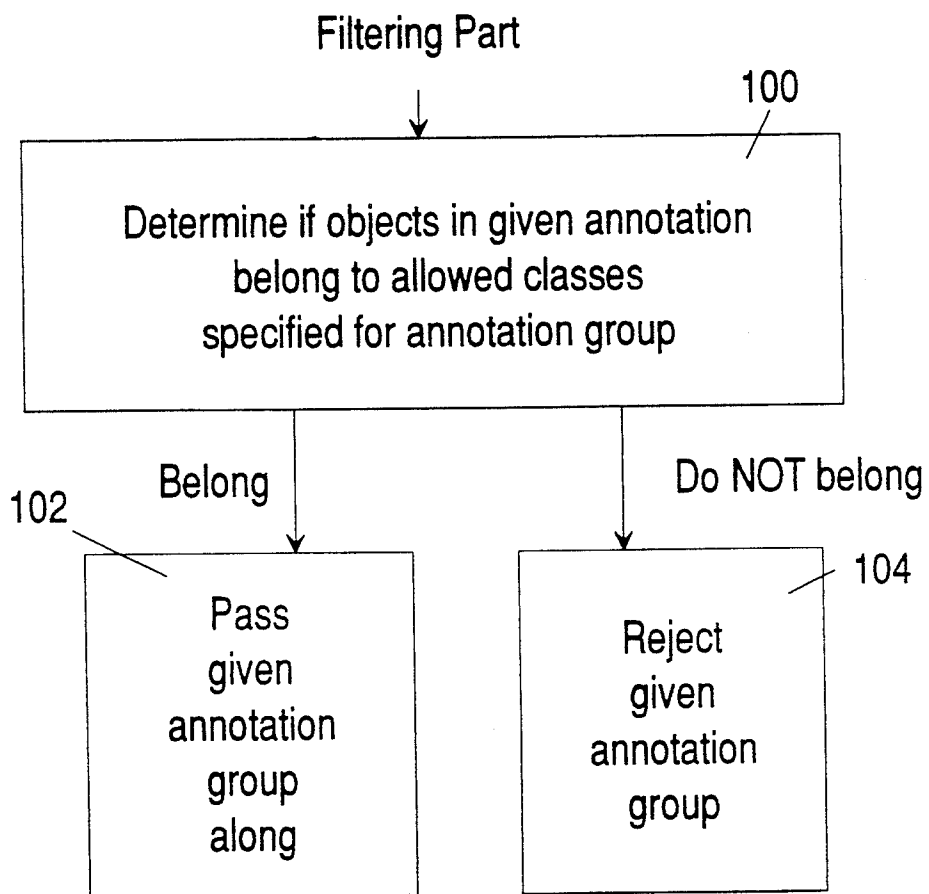 Filtering Part
100
Determine if objects in given annotation
belong to allowed classes
specified for annotation group
Belong
Do NOT belong
102
104
Pass
given
annotation
group
along
Reject
given
annotation
group